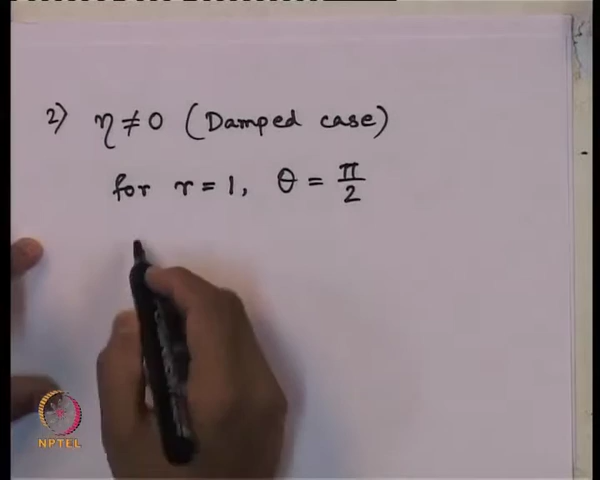 2) η ≠ 0 (Damped case)
for r = 1, θ = π/2
NPTEL